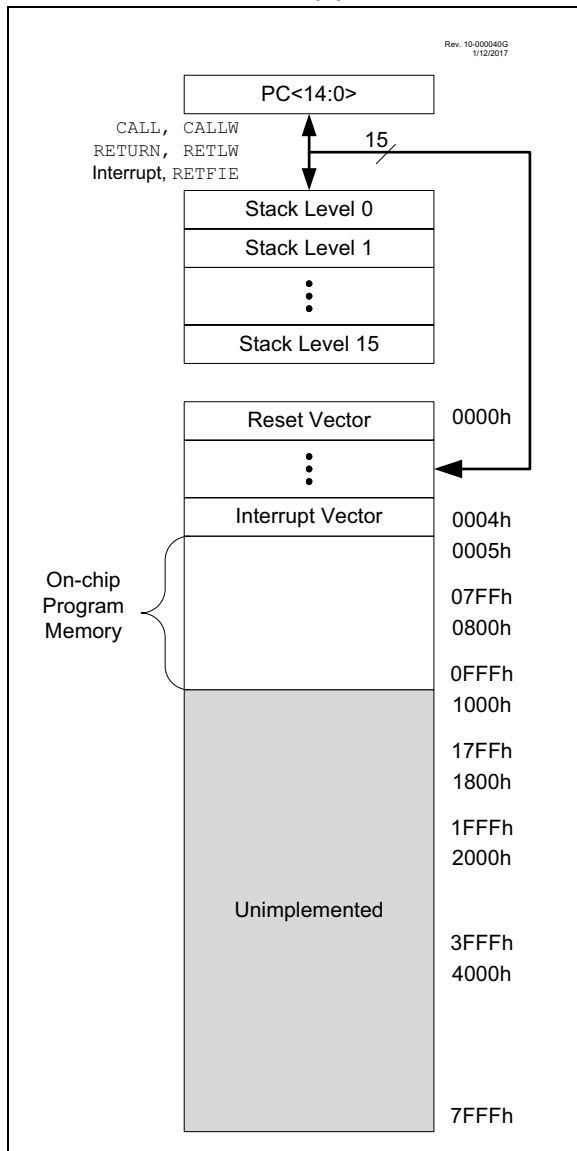 Rev. 10-000040G
1/12/2017
PC<14:0>
CALL, CALLW
RETURN, RETLW
Interrupt, RETFIE
15
Stack Level 0
Stack Level 1
Stack Level 15
Reset Vector
0000h
Interrupt Vector
0004h
0005h
On-chip
Program
Memory
07FFh
0800h
0FFFh
1000h
17FFh
1800h
1FFFh
2000h
Unimplemented
3FFFh
4000h
7FFFh